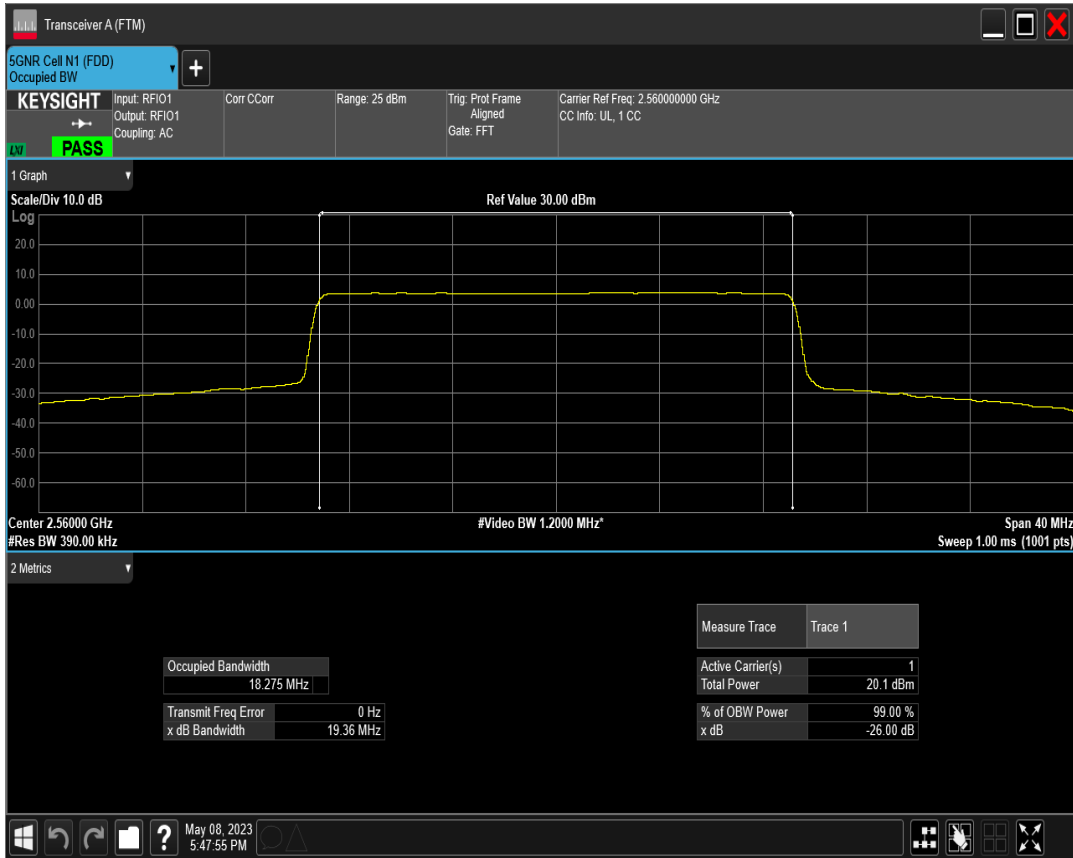 Transceiver A (FTM)
5GNR Cell N1 (FDD)
Occupied BW
+
KEYSIGHT
LXI
PASS
Input: RFIO1
Output: RFIO1
Coupling: AC
Corr CCorr
Range: 25 dBm
Trig: Prot Frame
Aligned
Gate: FFT
Carrier Ref Freq: 2.560000000 GHz
CC Info: UL, 1 CC
1 Graph
Scale/Div 10.0 dB
Ref Value 30.00 dBm
Log
20.0
10.0
0.00
-10.0
-20.0
-30.0
-40.0
-50.0
-60.0
Center 2.56000 GHz
#Video BW 1.2000 MHz*
Span 40 MHz
#Res BW 390.00 kHz
Sweep 1.00 ms (1001 pts)
2 Metrics
Measure Trace Trace 1
Occupied Bandwidth
18.275 MHz
Active Carrier(s) 1
Total Power 20.1 dBm
Transmit Freq Error 0 Hz
x dB Bandwidth 19.36 MHz
% of OBW Power 99.00 %
x dB -26.00 dB
?
May 08, 2023
5:47:55 PM